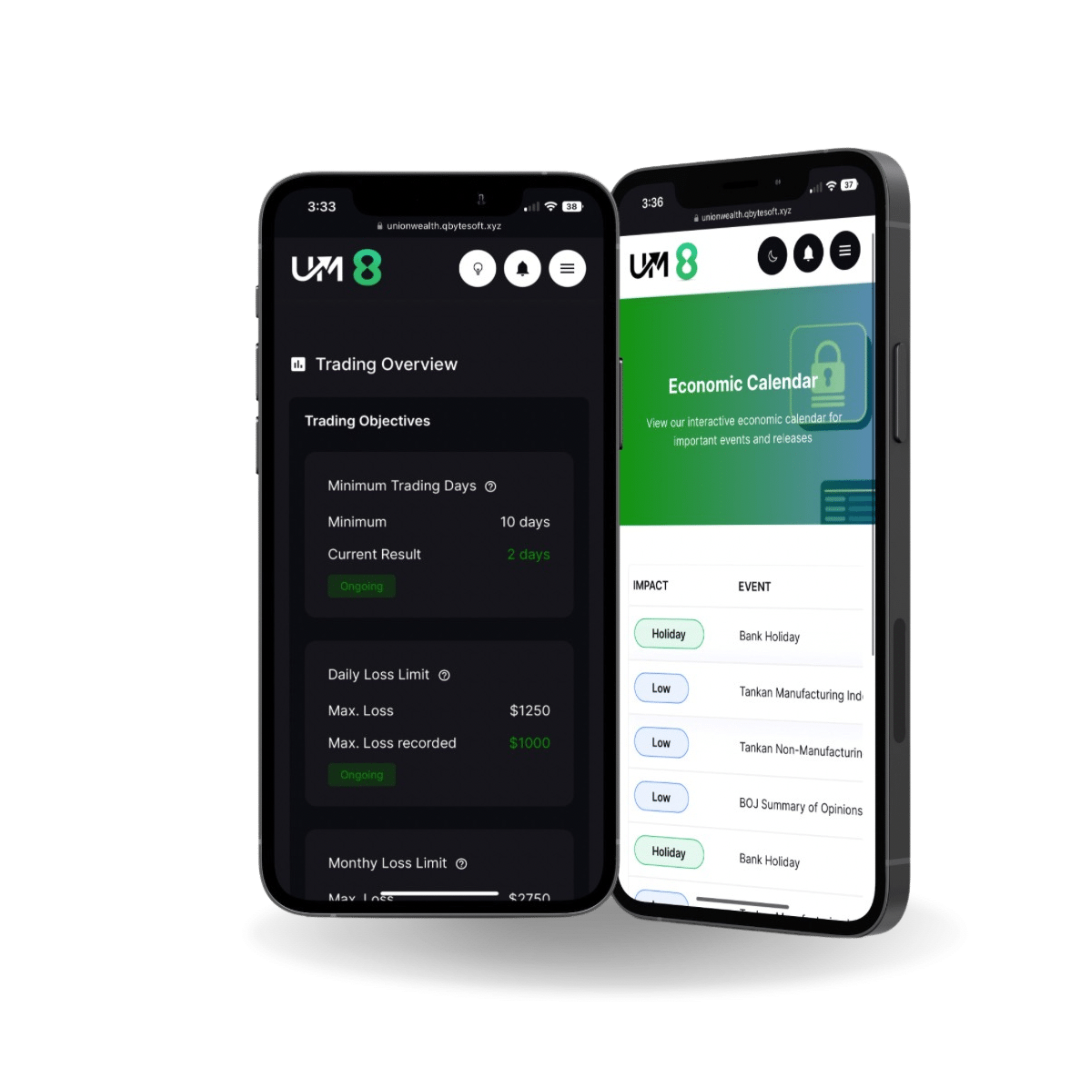 3:33
38
unionwealth.qbytesoft.xyz
UM 8
Trading Overview
Trading Objectives
Minimum Trading Days
Minimum 10 days
Current Result 2 days
Ongoing
Daily Loss Limit
Max. Loss $1250
Max. Loss recorded $1000
Ongoing
Monthy Loss Limit
Max. Loss $2750
3:36
37
unionwealth.qbytesoft.xyz
UM 8
Economic Calendar
View our interactive economic calendar for
important events and releases
IMPACT EVENT
Holiday Bank Holiday
Low Tankan Manufacturing Ind
Low Tankan Non-Manufacturin
Low BOJ Summary of Opinions
Holiday Bank Holiday